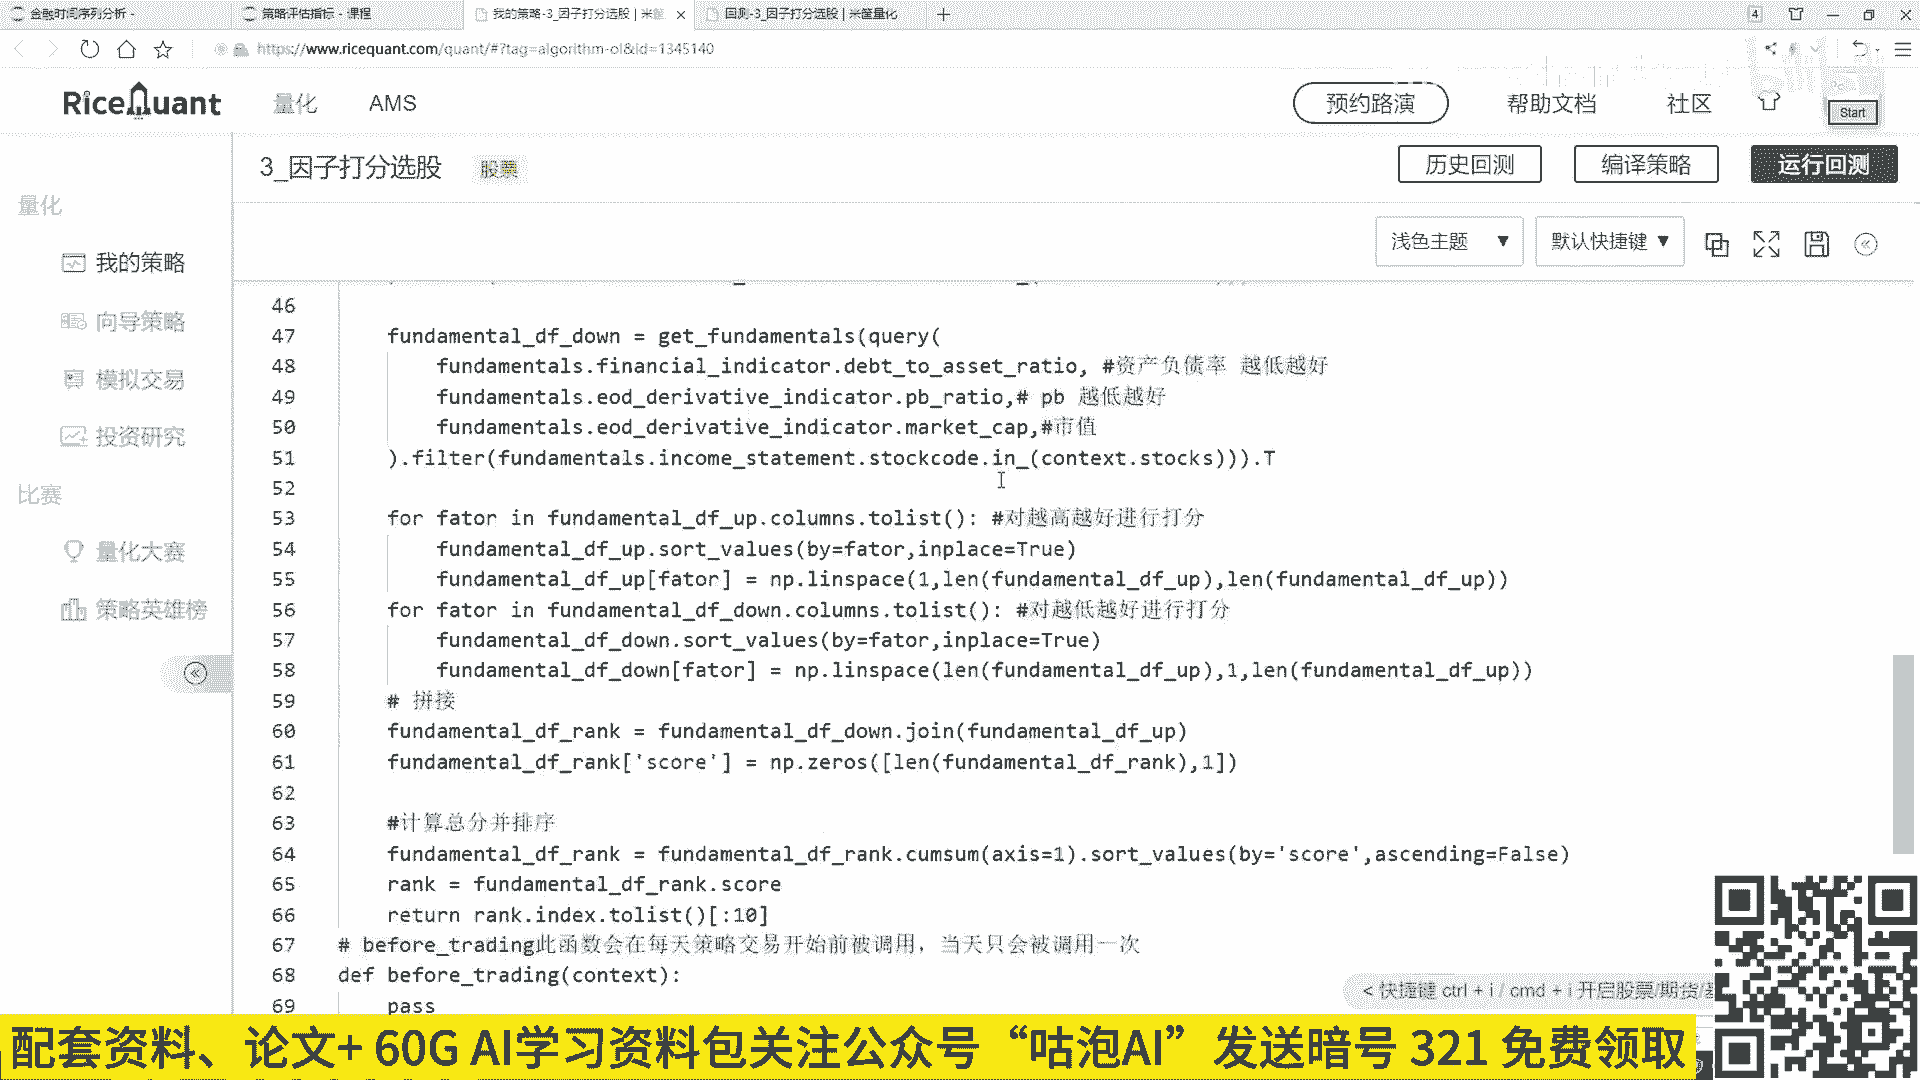 金融时间序列分析 -
策略评估指标 - 课程
我的策略-3_因子打分选股 | 米筐
回测-3_因子打分选股 | 米筐量化
4
https://www.ricequant.com/quant/#?tag=algorithm-ol&id=1345140
RiceQuant
量化
AMS
预约路演
帮助文档
社区
Start
3_因子打分选股
股票
历史回测
编译策略
运行回测
量化
我的策略
向导策略
模拟交易
投资研究
比赛
量化大赛
策略英雄榜
浅色主题
默认快捷键
46
47 fundamental_df_down = get_fundamentals(query(
48 fundamentals.financial_indicator.debt_to_asset_ratio, #资产负债率 越低越好
49 fundamentals.eod_derivative_indicator.pb_ratio,# pb 越低越好
50 fundamentals.eod_derivative_indicator.market_cap,#市值
51 ).filter(fundamentals.income_statement.stockcode.in_(context.stocks))).T
52
53 for fator in fundamental_df_up.columns.tolist(): #对越高越好进行打分
54 fundamental_df_up.sort_values(by=fator,inplace=True)
55 fundamental_df_up[fator] = np.linspace(1,len(fundamental_df_up),len(fundamental_df_up))
56 for fator in fundamental_df_down.columns.tolist(): #对越低越好进行打分
57 fundamental_df_down.sort_values(by=fator,inplace=True)
58 fundamental_df_down[fator] = np.linspace(len(fundamental_df_up),1,len(fundamental_df_up))
59 # 拼接
60 fundamental_df_rank = fundamental_df_down.join(fundamental_df_up)
61 fundamental_df_rank['score'] = np.zeros([len(fundamental_df_rank),1])
62
63 #计算总分并排序
64 fundamental_df_rank = fundamental_df_rank.cumsum(axis=1).sort_values(by='score',ascending=False)
65 rank = fundamental_df_rank.score
66 return rank.index.tolist()[:10]
67 # before_trading此函数会在每天策略交易开始前被调用，当天只会被调用一次
68 def before_trading(context):
69 pass
< 快捷键 ctrl + i / cmd + i 开启股票/期货/
配套资料、论文+ 60G AI学习资料包关注公众号“咕泡AI”发送暗号 321 免费领取